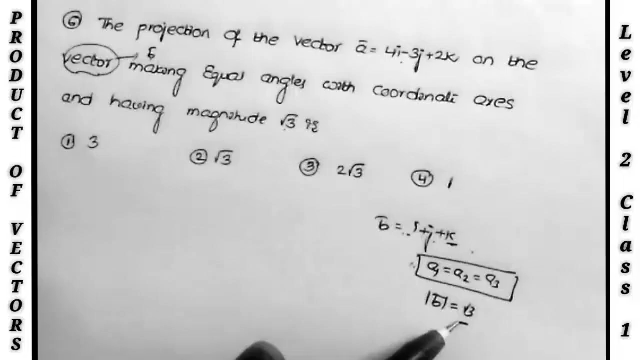 PRODUCT OF VECTORS
⑥ The projection of the vector ā = 4i-3j+2k on the
vector b̄ making Equal angles with coordinati axes
and having magnitude √3 is
① 3 ② √3 ③ 2√3 ④ 1
b̄ = i+j+k
a₁ = a₂ = a₃
|b̄| = √3
Level 2 Class 1